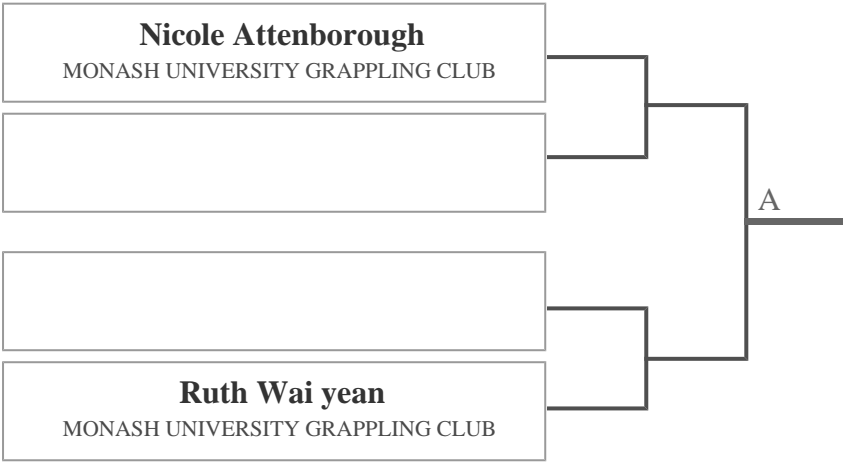 Nicole Attenborough
MONASH UNIVERSITY GRAPPLING CLUB
A
Ruth Wai yean
MONASH UNIVERSITY GRAPPLING CLUB